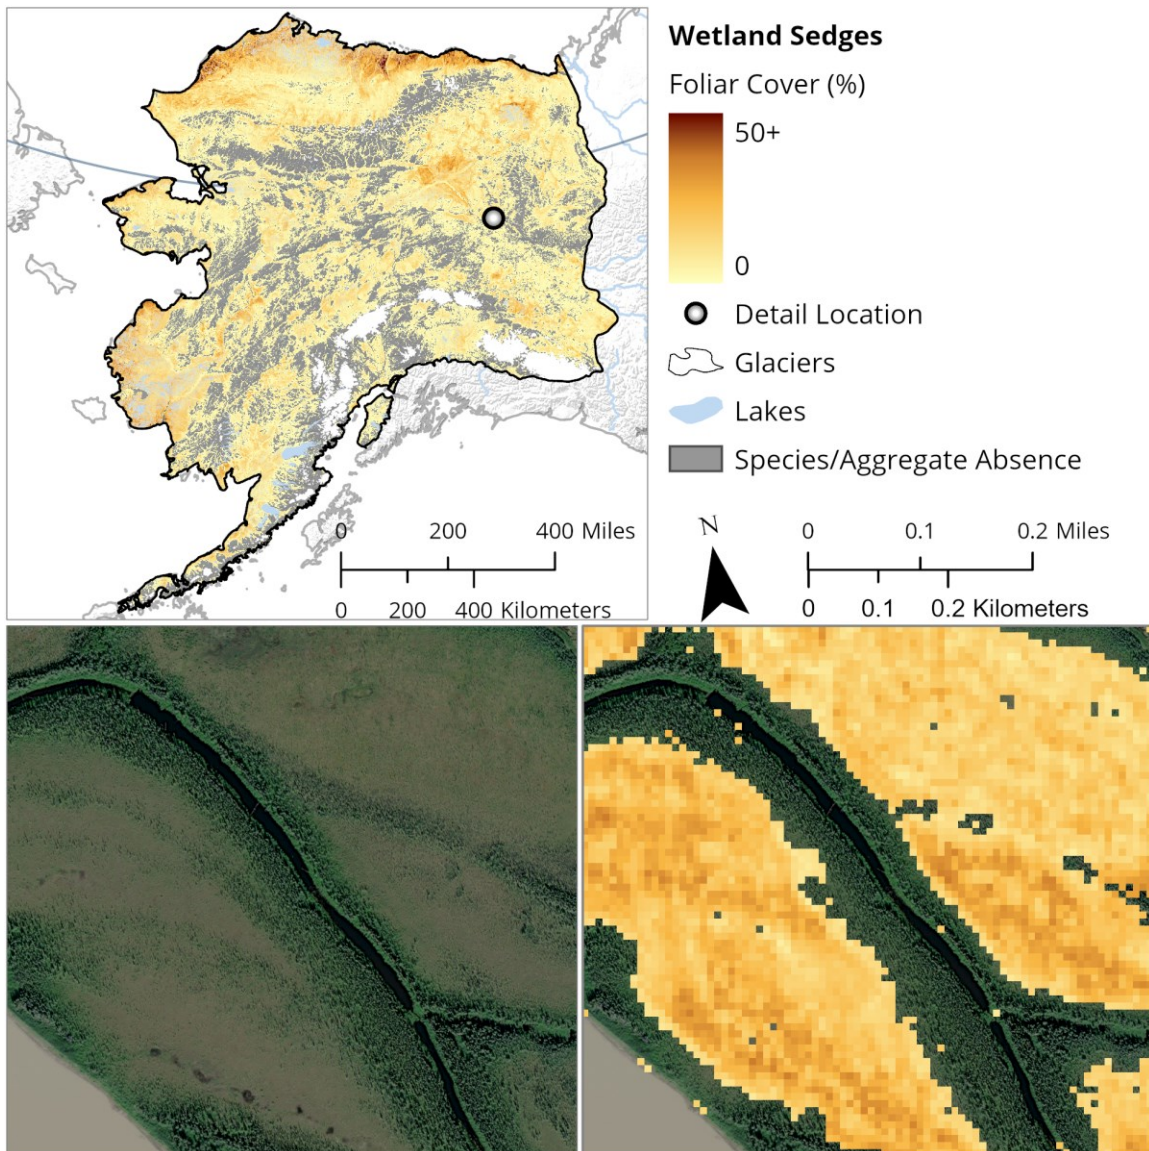 Wetland Sedges
Foliar Cover (%)
50+
0
Detail Location
Glaciers
Lakes
Species/Aggregate Absence
0 200 400 Miles
0 200 400 Kilometers
N
0 0.1 0.2 Miles
0 0.1 0.2 Kilometers